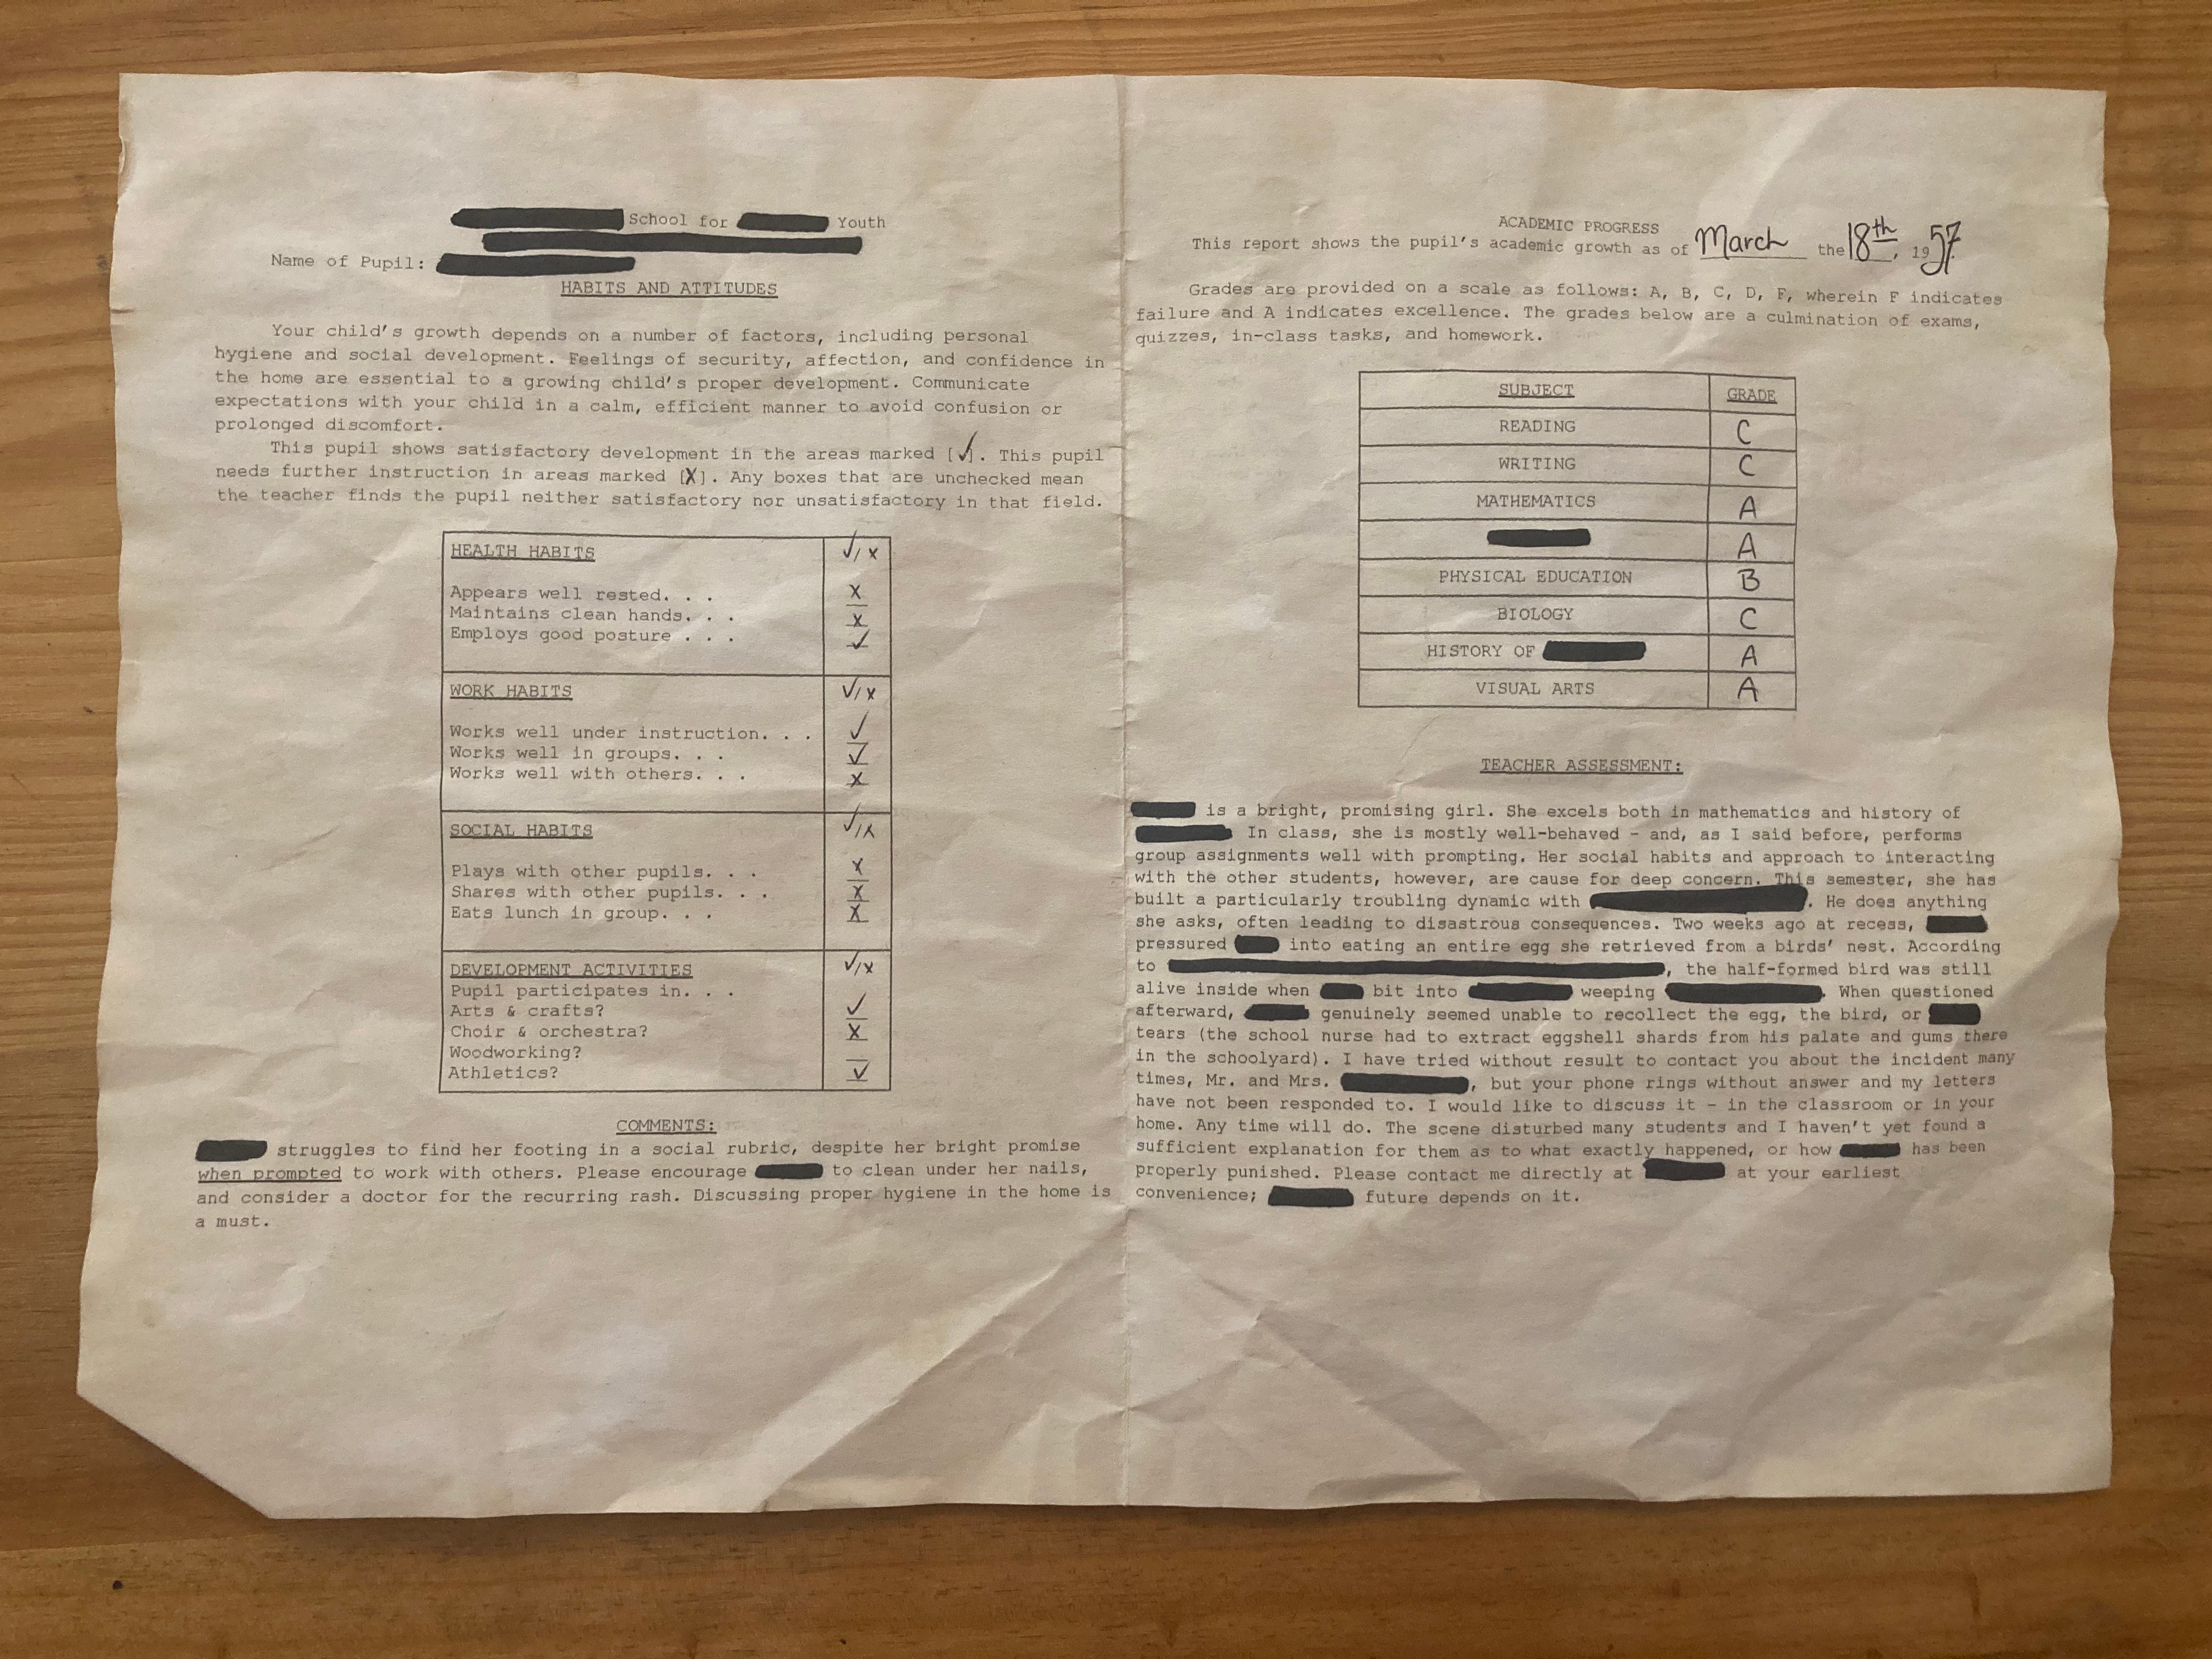 School for Youth
Name of Pupil:
HABITS AND ATTITUDES
Your child's growth depends on a number of factors, including personal
hygiene and social development. Feelings of security, affection, and confidence in
the home are essential to a growing child's proper development. Communicate
expectations with your child in a calm, efficient manner to avoid confusion or
prolonged discomfort.
This pupil shows satisfactory development in the areas marked [✓]. This pupil
needs further instruction in areas marked [X]. Any boxes that are unchecked mean
the teacher finds the pupil neither satisfactory nor unsatisfactory in that field.
HEALTH HABITS ✓/x
Appears well rested. . . x
Maintains clean hands. . . x
Employs good posture . . . ✓
WORK HABITS ✓/x
Works well under instruction. . . ✓
Works well in groups. . . ✓
Works well with others. . . x
SOCIAL HABITS ✓/x
Plays with other pupils. . . x
Shares with other pupils. . . x
Eats lunch in group. . . x
DEVELOPMENT ACTIVITIES ✓/x
Pupil participates in. . .
Arts & crafts? ✓
Choir & orchestra? x
Woodworking?
Athletics? ✓
COMMENTS:
struggles to find her footing in a social rubric, despite her bright promise
when prompted to work with others. Please encourage to clean under her nails,
and consider a doctor for the recurring rash. Discussing proper hygiene in the home is
a must.
ACADEMIC PROGRESS
This report shows the pupil's academic growth as of March the 18th, 1957
Grades are provided on a scale as follows: A, B, C, D, F, wherein F indicates
failure and A indicates excellence. The grades below are a culmination of exams,
quizzes, in-class tasks, and homework.
SUBJECT GRADE
READING C
WRITING C
MATHEMATICS A
A
PHYSICAL EDUCATION B
BIOLOGY C
HISTORY OF A
VISUAL ARTS A
TEACHER ASSESSMENT:
is a bright, promising girl. She excels both in mathematics and history of
In class, she is mostly well-behaved - and, as I said before, performs
group assignments well with prompting. Her social habits and approach to interacting
with the other students, however, are cause for deep concern. This semester, she has
built a particularly troubling dynamic with . He does anything
she asks, often leading to disastrous consequences. Two weeks ago at recess,
pressured into eating an entire egg she retrieved from a birds' nest. According
to , the half-formed bird was still
alive inside when bit into weeping . When questioned
afterward, genuinely seemed unable to recollect the egg, the bird, or
tears (the school nurse had to extract eggshell shards from his palate and gums there
in the schoolyard). I have tried without result to contact you about the incident many
times, Mr. and Mrs. , but your phone rings without answer and my letters
have not been responded to. I would like to discuss it - in the classroom or in your
home. Any time will do. The scene disturbed many students and I haven't yet found a
sufficient explanation for them as to what exactly happened, or how has been
properly punished. Please contact me directly at at your earliest
convenience; future depends on it.